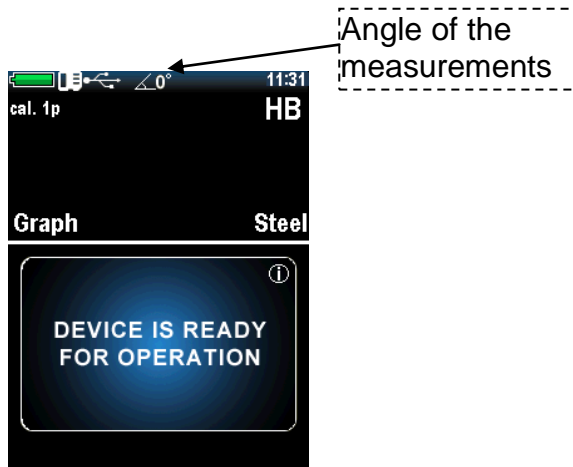 Angle of the
measurements
0° 11:31
cal. 1p HB
Graph Steel
DEVICE IS READY
FOR OPERATION